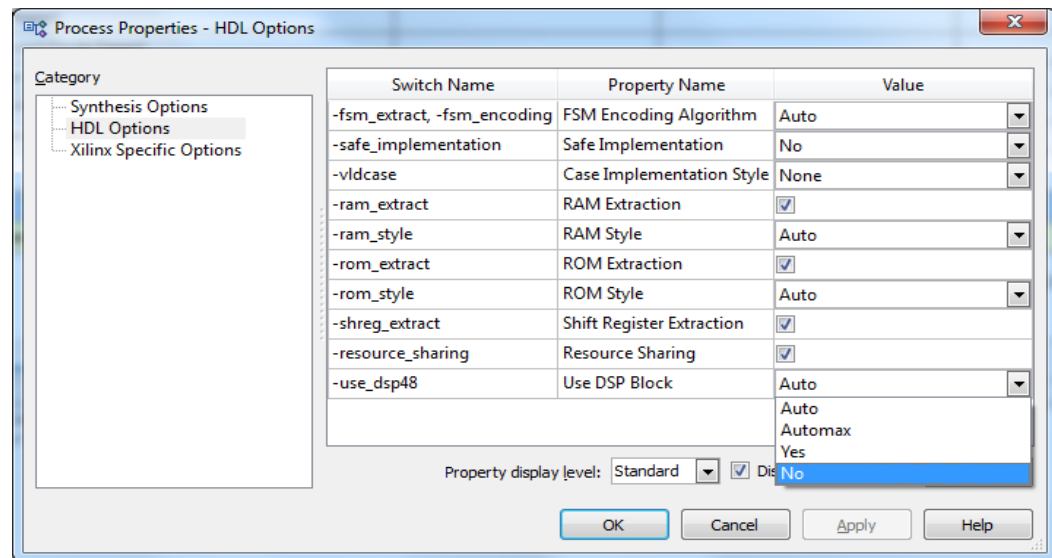 Process Properties - HDL Options
Category
Synthesis Options
HDL Options
Xilinx Specific Options
Switch Name Property Name Value
-fsm_extract, -fsm_encoding FSM Encoding Algorithm Auto
-safe_implementation Safe Implementation No
-vldcase Case Implementation Style None
-ram_extract RAM Extraction
-ram_style RAM Style Auto
-rom_extract ROM Extraction
-rom_style ROM Style Auto
-shreg_extract Shift Register Extraction
-resource_sharing Resource Sharing
-use_dsp48 Use DSP Block Auto
Auto
Automax
Yes
No
Property display level: Standard
OK Cancel Apply Help